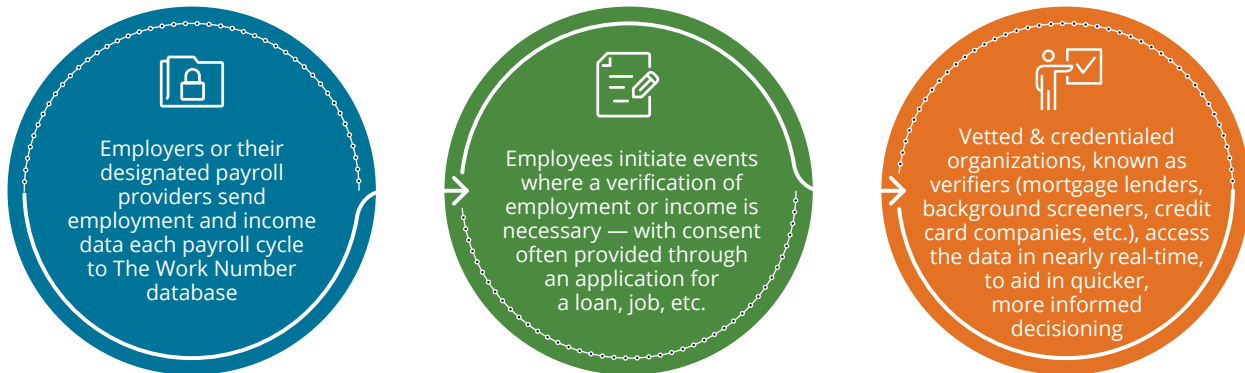 Employers or their
designated payroll
providers send
employment and income
data each payroll cycle
to The Work Number
database
Employees initiate events
where a verification of
employment or income is
necessary — with consent
often provided through
an application for
a loan, job, etc.
Vetted & credentialed
organizations, known as
verifiers (mortgage lenders,
background screeners, credit
card companies, etc.), access
the data in nearly real-time,
to aid in quicker,
more informed
decisioning